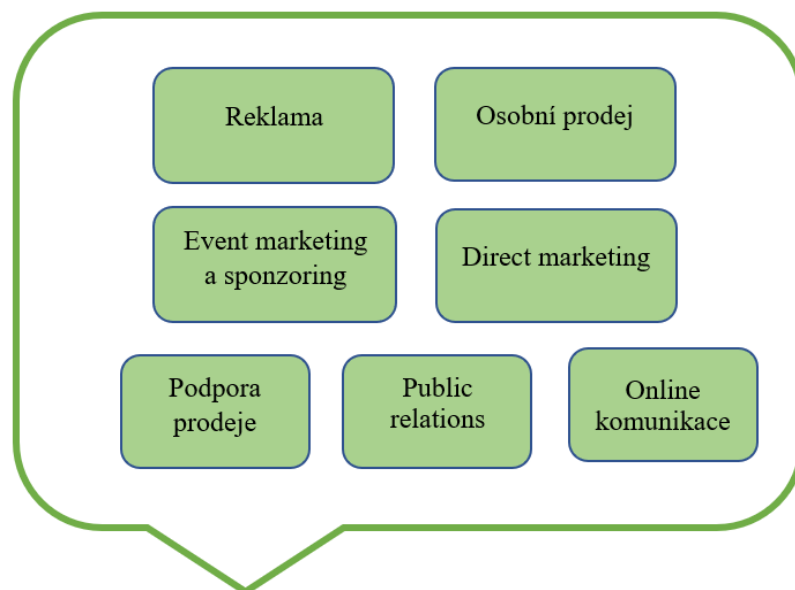 Reklama
Osobní prodej
Event marketing
a sponzoring
Direct marketing
Podpora
prodeje
Public
relations
Online
komunikace